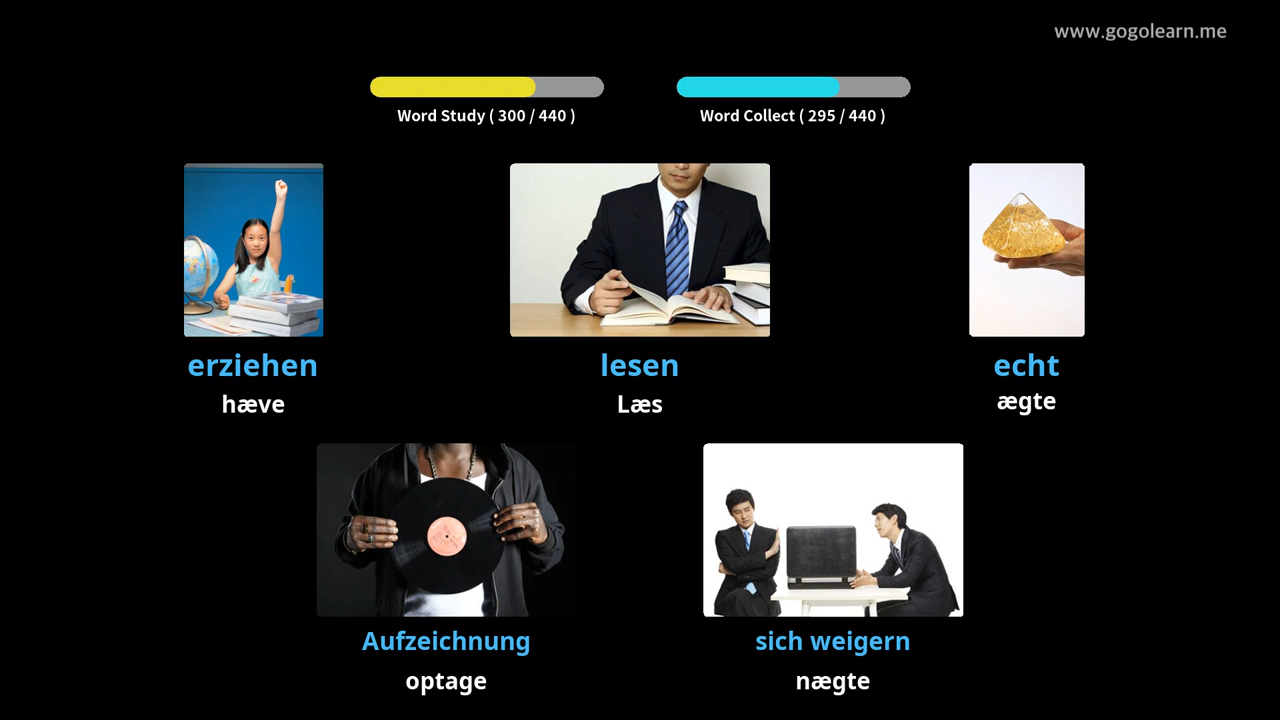 www.gogolearn.me
Word Study ( 300 / 440 )
Word Collect ( 295 / 440 )
erziehen
hæve
lesen
Læs
echt
ægte
Aufzeichnung
optage
sich weigern
nægte